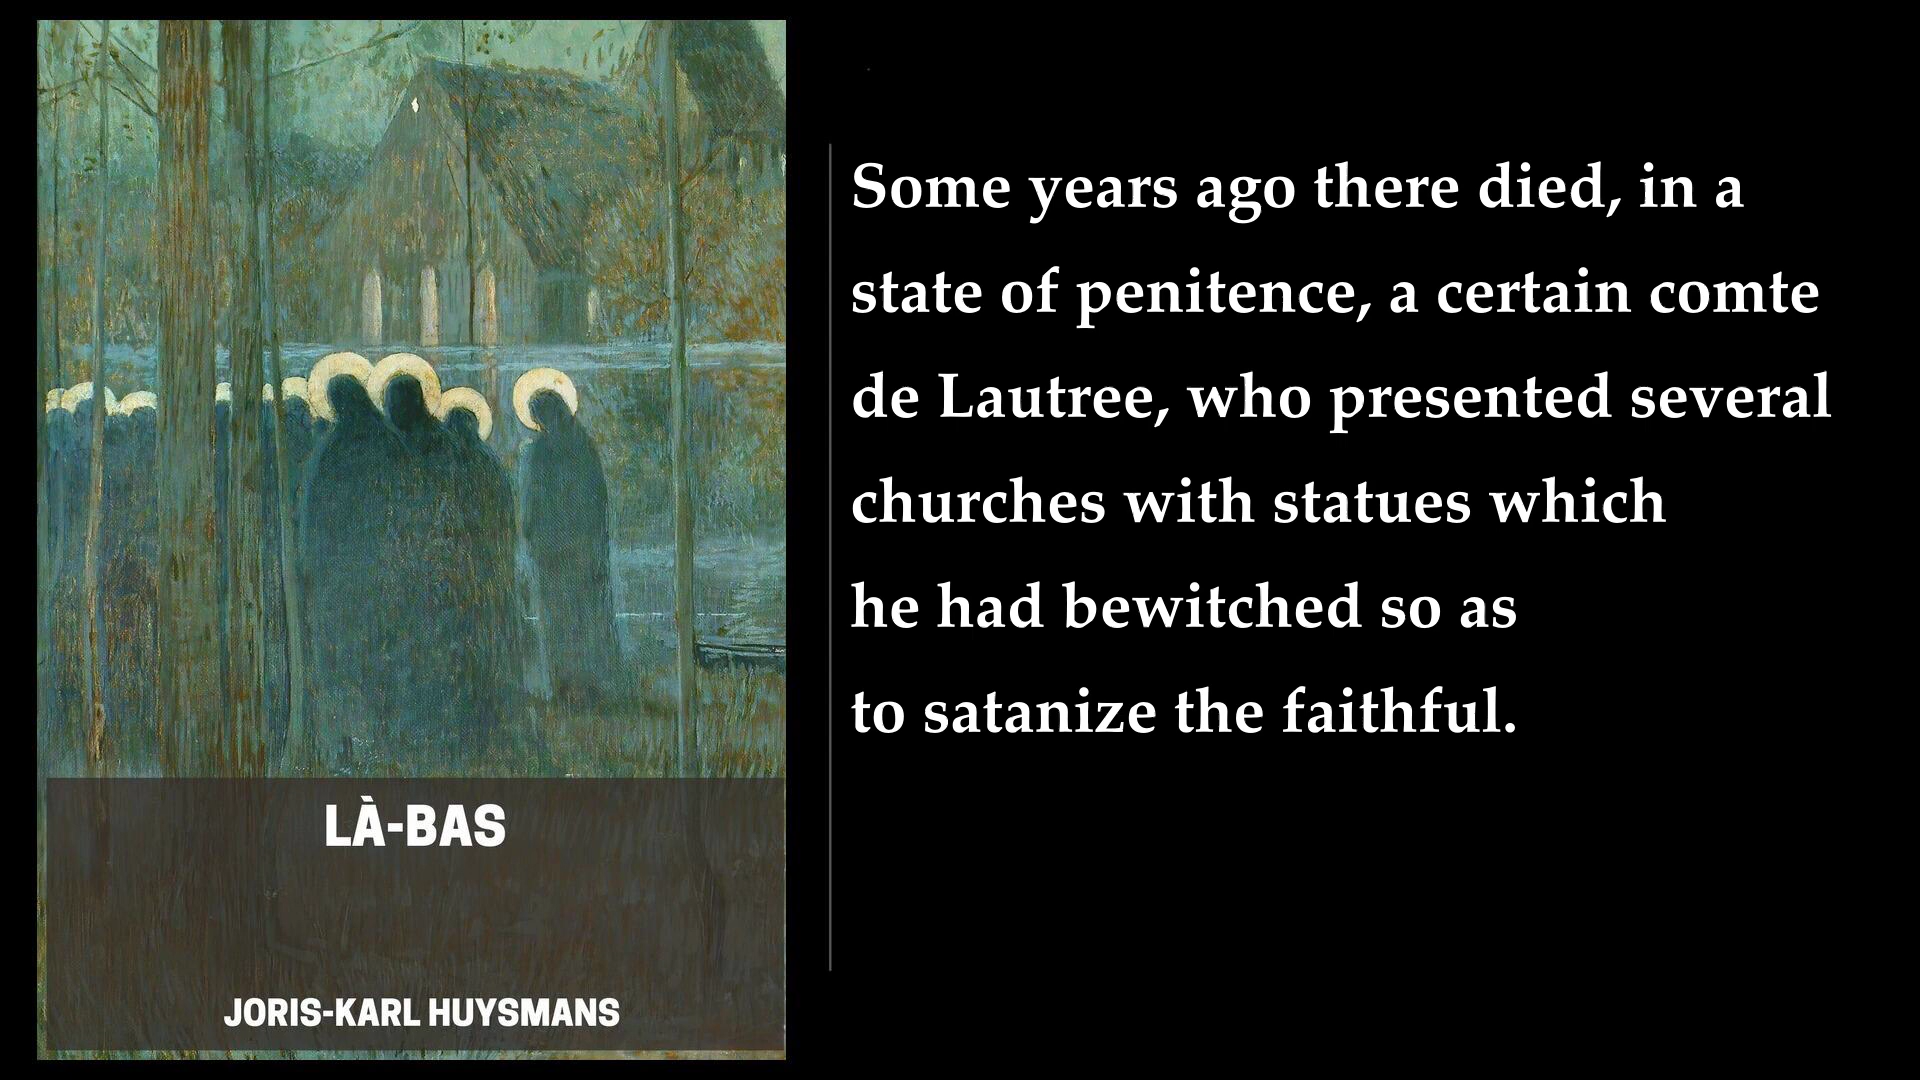 LÀ-BAS
JORIS-KARL HUYSMANS
Some years ago there died, in a
state of penitence, a certain comte
de Lautree, who presented several
churches with statues which
he had bewitched so as
to satanize the faithful.